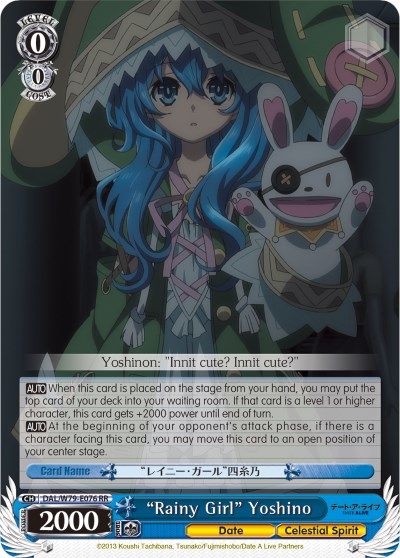 LEVEL
0
0
COST
Yoshinon: "Innit cute? Innit cute?"
AUTO When this card is placed on the stage from your hand, you may put the
top card of your deck into your waiting room. If that card is a level 1 or
higher character, this card gets +2000 power until end of turn.
AUTO At the beginning of your opponent's attack phase, if there is a
character facing this card, you may move this card to an open position of
your center stage.
Card Name
“レイニー・ガール”四糸乃
CH DAL/W79-E076 RR
POWER
2000
“Rainy Girl” Yoshino
デート・ア・ライブ
DATE A LIVE
Date
Celestial Spirit
©2013 Koushi Tachibana, Tsunako/Fujimishobo/Date A Live Partners